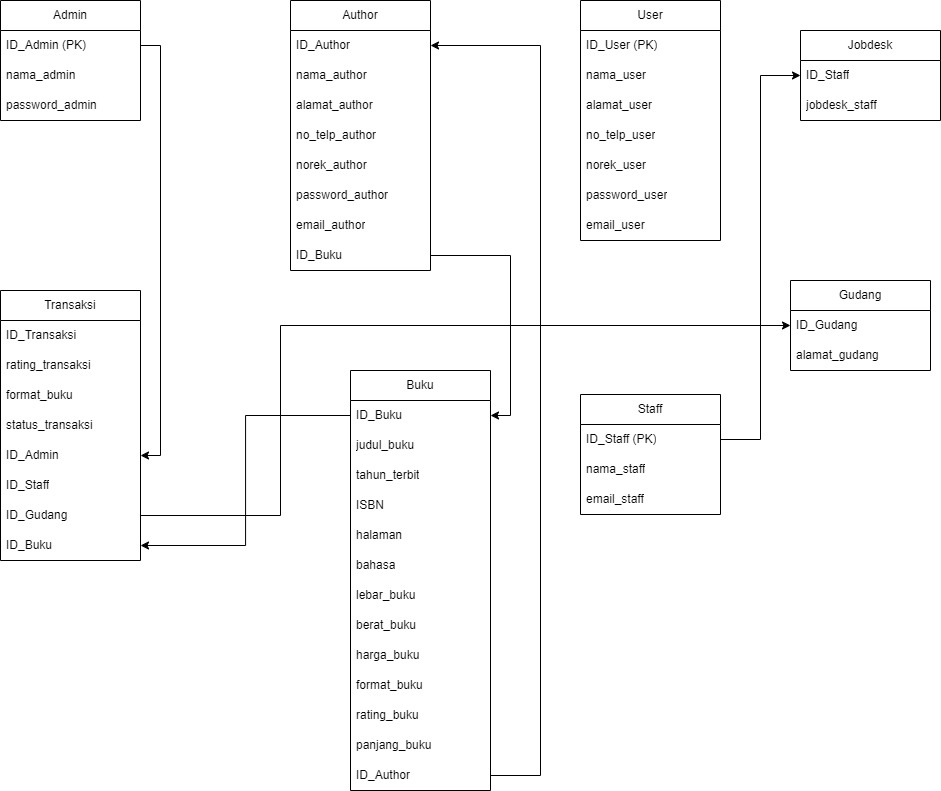 Admin
ID_Admin (PK)
nama_admin
password_admin
Author
ID_Author
nama_author
alamat_author
no_telp_author
norek_author
password_author
email_author
ID_Buku
User
ID_User (PK)
nama_user
alamat_user
no_telp_user
norek_user
password_user
email_user
Jobdesk
ID_Staff
jobdesk_staff
Transaksi
ID_Transaksi
rating_transaksi
format_buku
status_transaksi
ID_Admin
ID_Staff
ID_Gudang
ID_Buku
Buku
ID_Buku
judul_buku
tahun_terbit
ISBN
halaman
bahasa
lebar_buku
berat_buku
harga_buku
format_buku
rating_buku
panjang_buku
ID_Author
Staff
ID_Staff (PK)
nama_staff
email_staff
Gudang
ID_Gudang
alamat_gudang